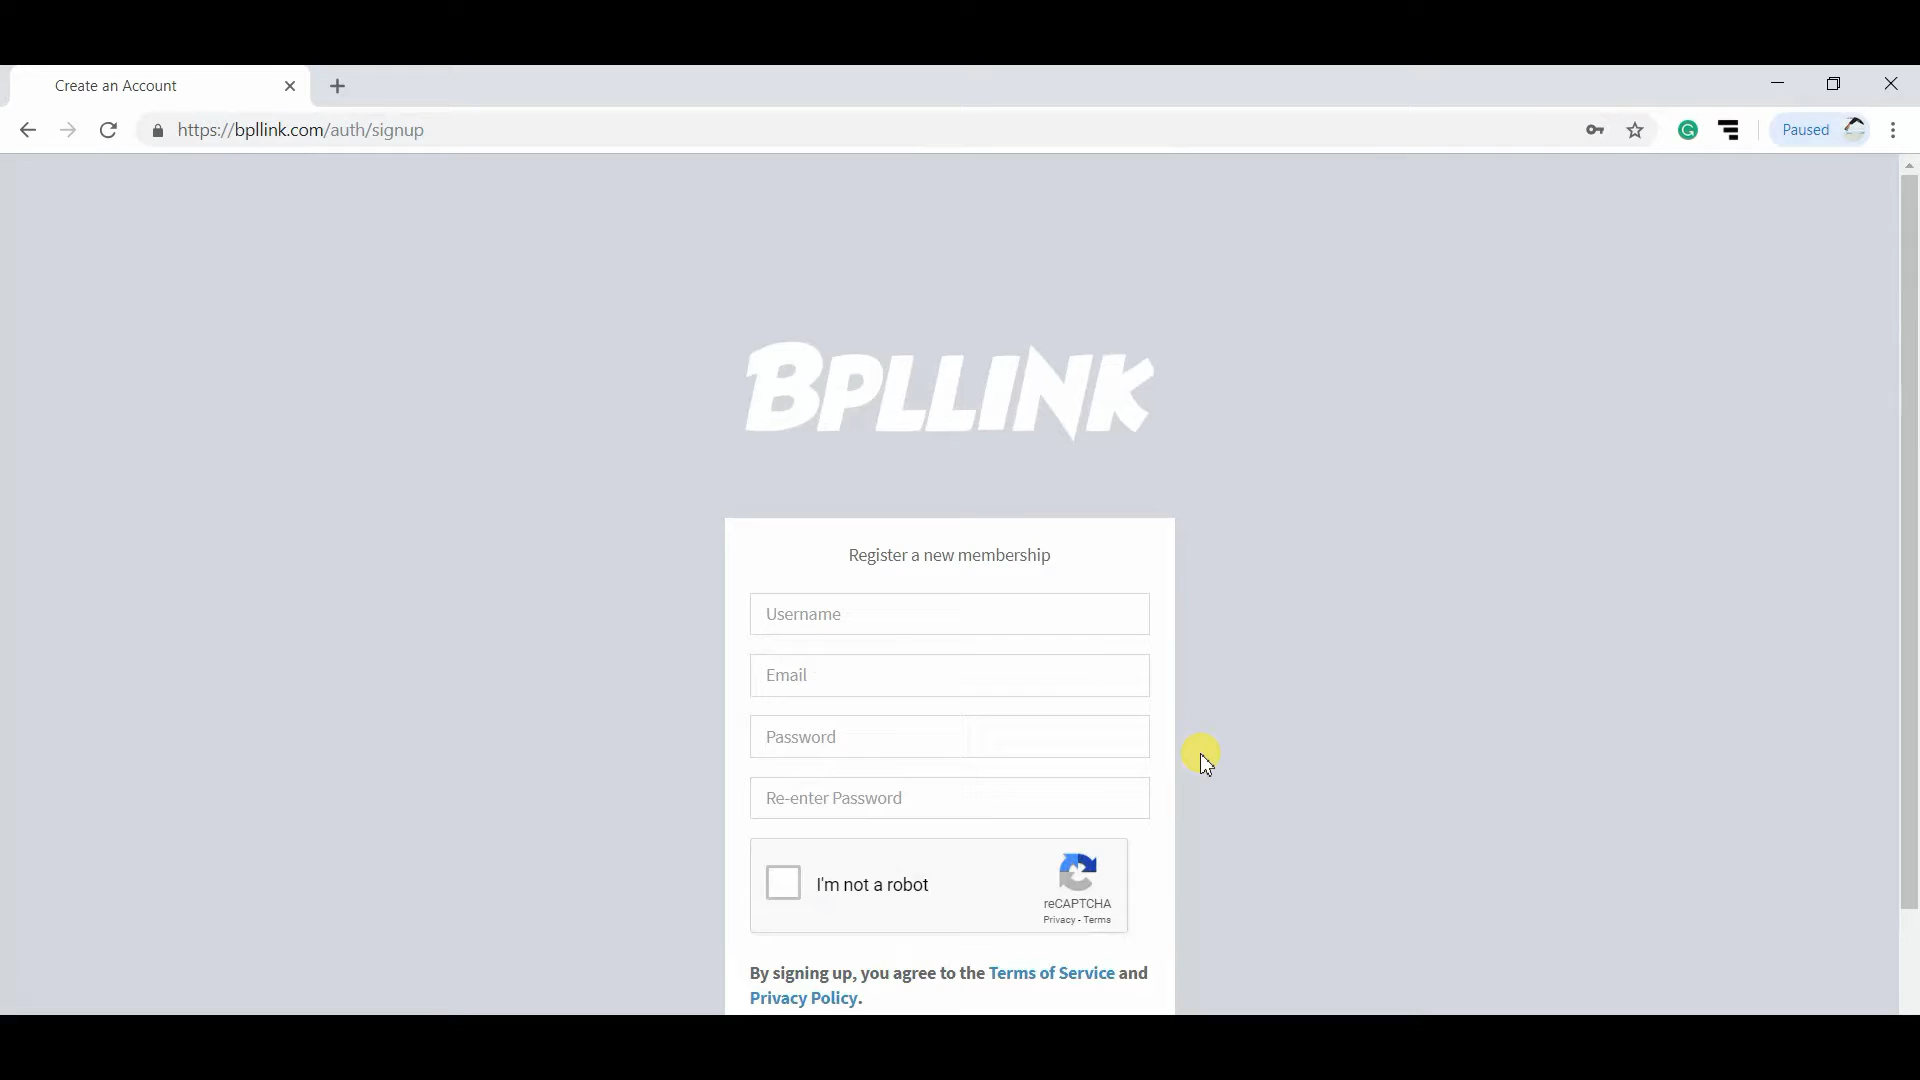 Create an Account
https://bpllink.com/auth/signup
Paused
BPLLINK
Register a new membership
Username
Email
Password
Re-enter Password
I'm not a robot
reCAPTCHA
Privacy - Terms
By signing up, you agree to the Terms of Service and
Privacy Policy.